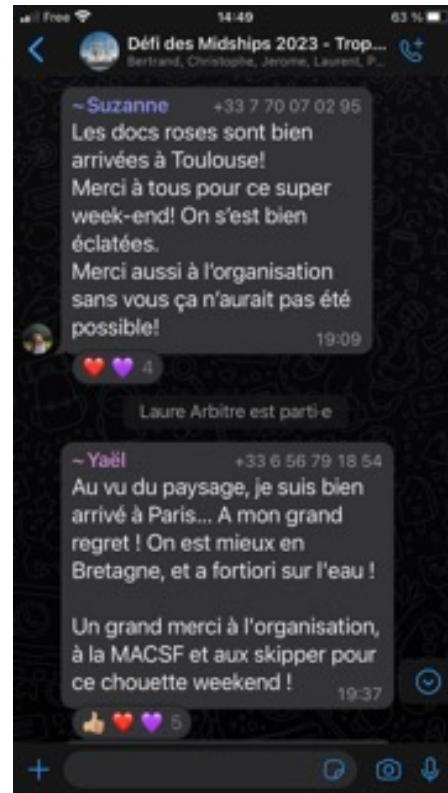 Free 14:49 63 %
Défi des Midships 2023 - Trop...
Bertrand, Christophe, Jerome, Laurent, P...
~Suzanne +33 7 70 07 02 95
Les docs roses sont bien
arrivées à Toulouse!
Merci à tous pour ce super
week-end! On s'est bien
éclatées.
Merci aussi à l'organisation
sans vous ça n'aurait pas été
possible!
19:09
4
Laure Arbitre est parti·e
~Yaël +33 6 56 79 18 54
Au vu du paysage, je suis bien
arrivé à Paris... A mon grand
regret ! On est mieux en
Bretagne, et a fortiori sur l'eau !
Un grand merci à l'organisation,
à la MACSF et aux skipper pour
ce chouette weekend !
19:37
5